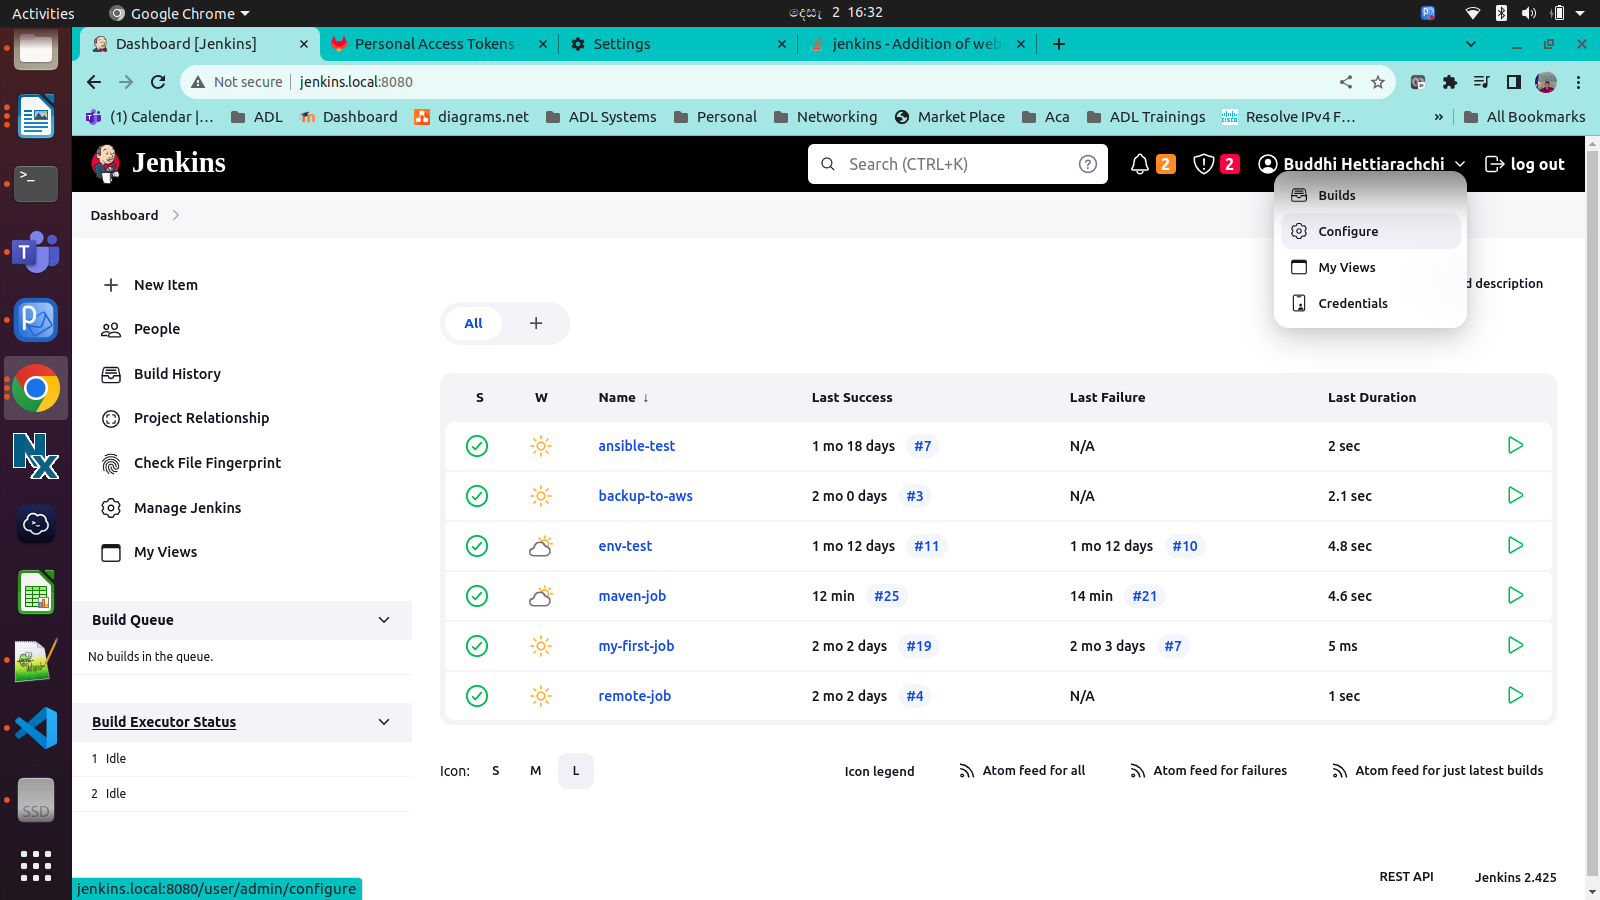 Activities
Google Chrome
දෙසැ 2 16:32
Dashboard [Jenkins]
Personal Access Tokens
Settings
jenkins - Addition of web
Not secure
jenkins.local:8080
(1) Calendar |...
ADL
Dashboard
diagrams.net
ADL Systems
Personal
Networking
Market Place
Aca
ADL Trainings
Resolve IPv4 F...
»
All Bookmarks
Jenkins
Search (CTRL+K)
2
2
Buddhi Hettiarachchi
log out
Dashboard
Builds
Configure
My Views
Credentials
d description
New Item
People
Build History
Project Relationship
Check File Fingerprint
Manage Jenkins
My Views
All
+
S W Name ↓ Last Success Last Failure Last Duration
ansible-test 1 mo 18 days #7 N/A 2 sec
backup-to-aws 2 mo 0 days #3 N/A 2.1 sec
env-test 1 mo 12 days #11 1 mo 12 days #10 4.8 sec
maven-job 12 min #25 14 min #21 4.6 sec
my-first-job 2 mo 2 days #19 2 mo 3 days #7 5 ms
remote-job 2 mo 2 days #4 N/A 1 sec
Build Queue
No builds in the queue.
Build Executor Status
1 Idle
2 Idle
Icon: S M L
Icon legend
Atom feed for all
Atom feed for failures
Atom feed for just latest builds
REST API
Jenkins 2.425
jenkins.local:8080/user/admin/configure
SSD